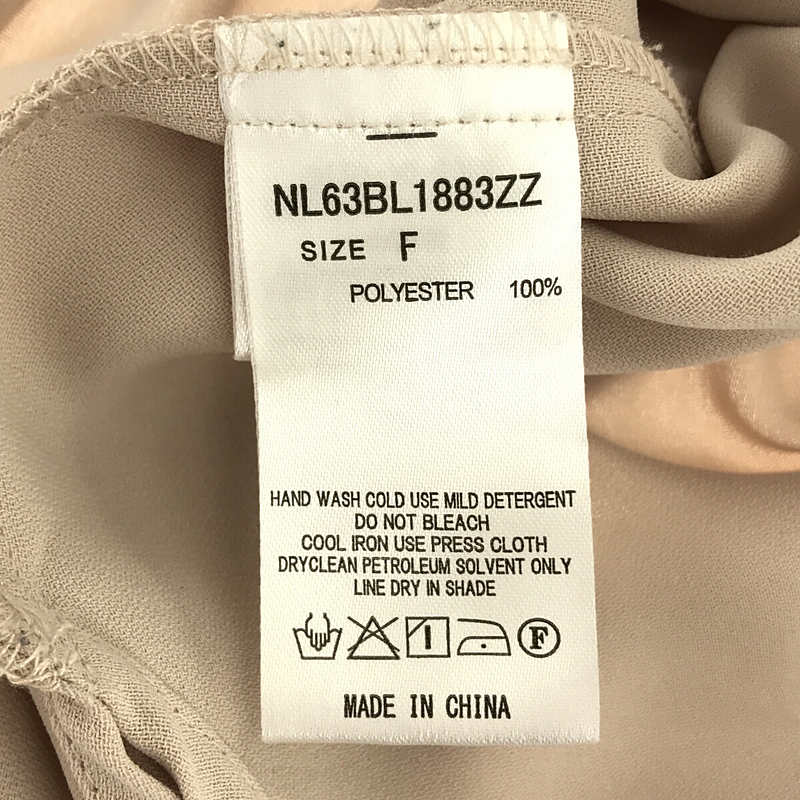 NL63BL1883ZZ
SIZE F
POLYESTER 100%
HAND WASH COLD USE MILD DETERGENT
DO NOT BLEACH
COOL IRON USE PRESS CLOTH
DRYCLEAN PETROLEUM SOLVENT ONLY
LINE DRY IN SHADE
F
MADE IN CHINA